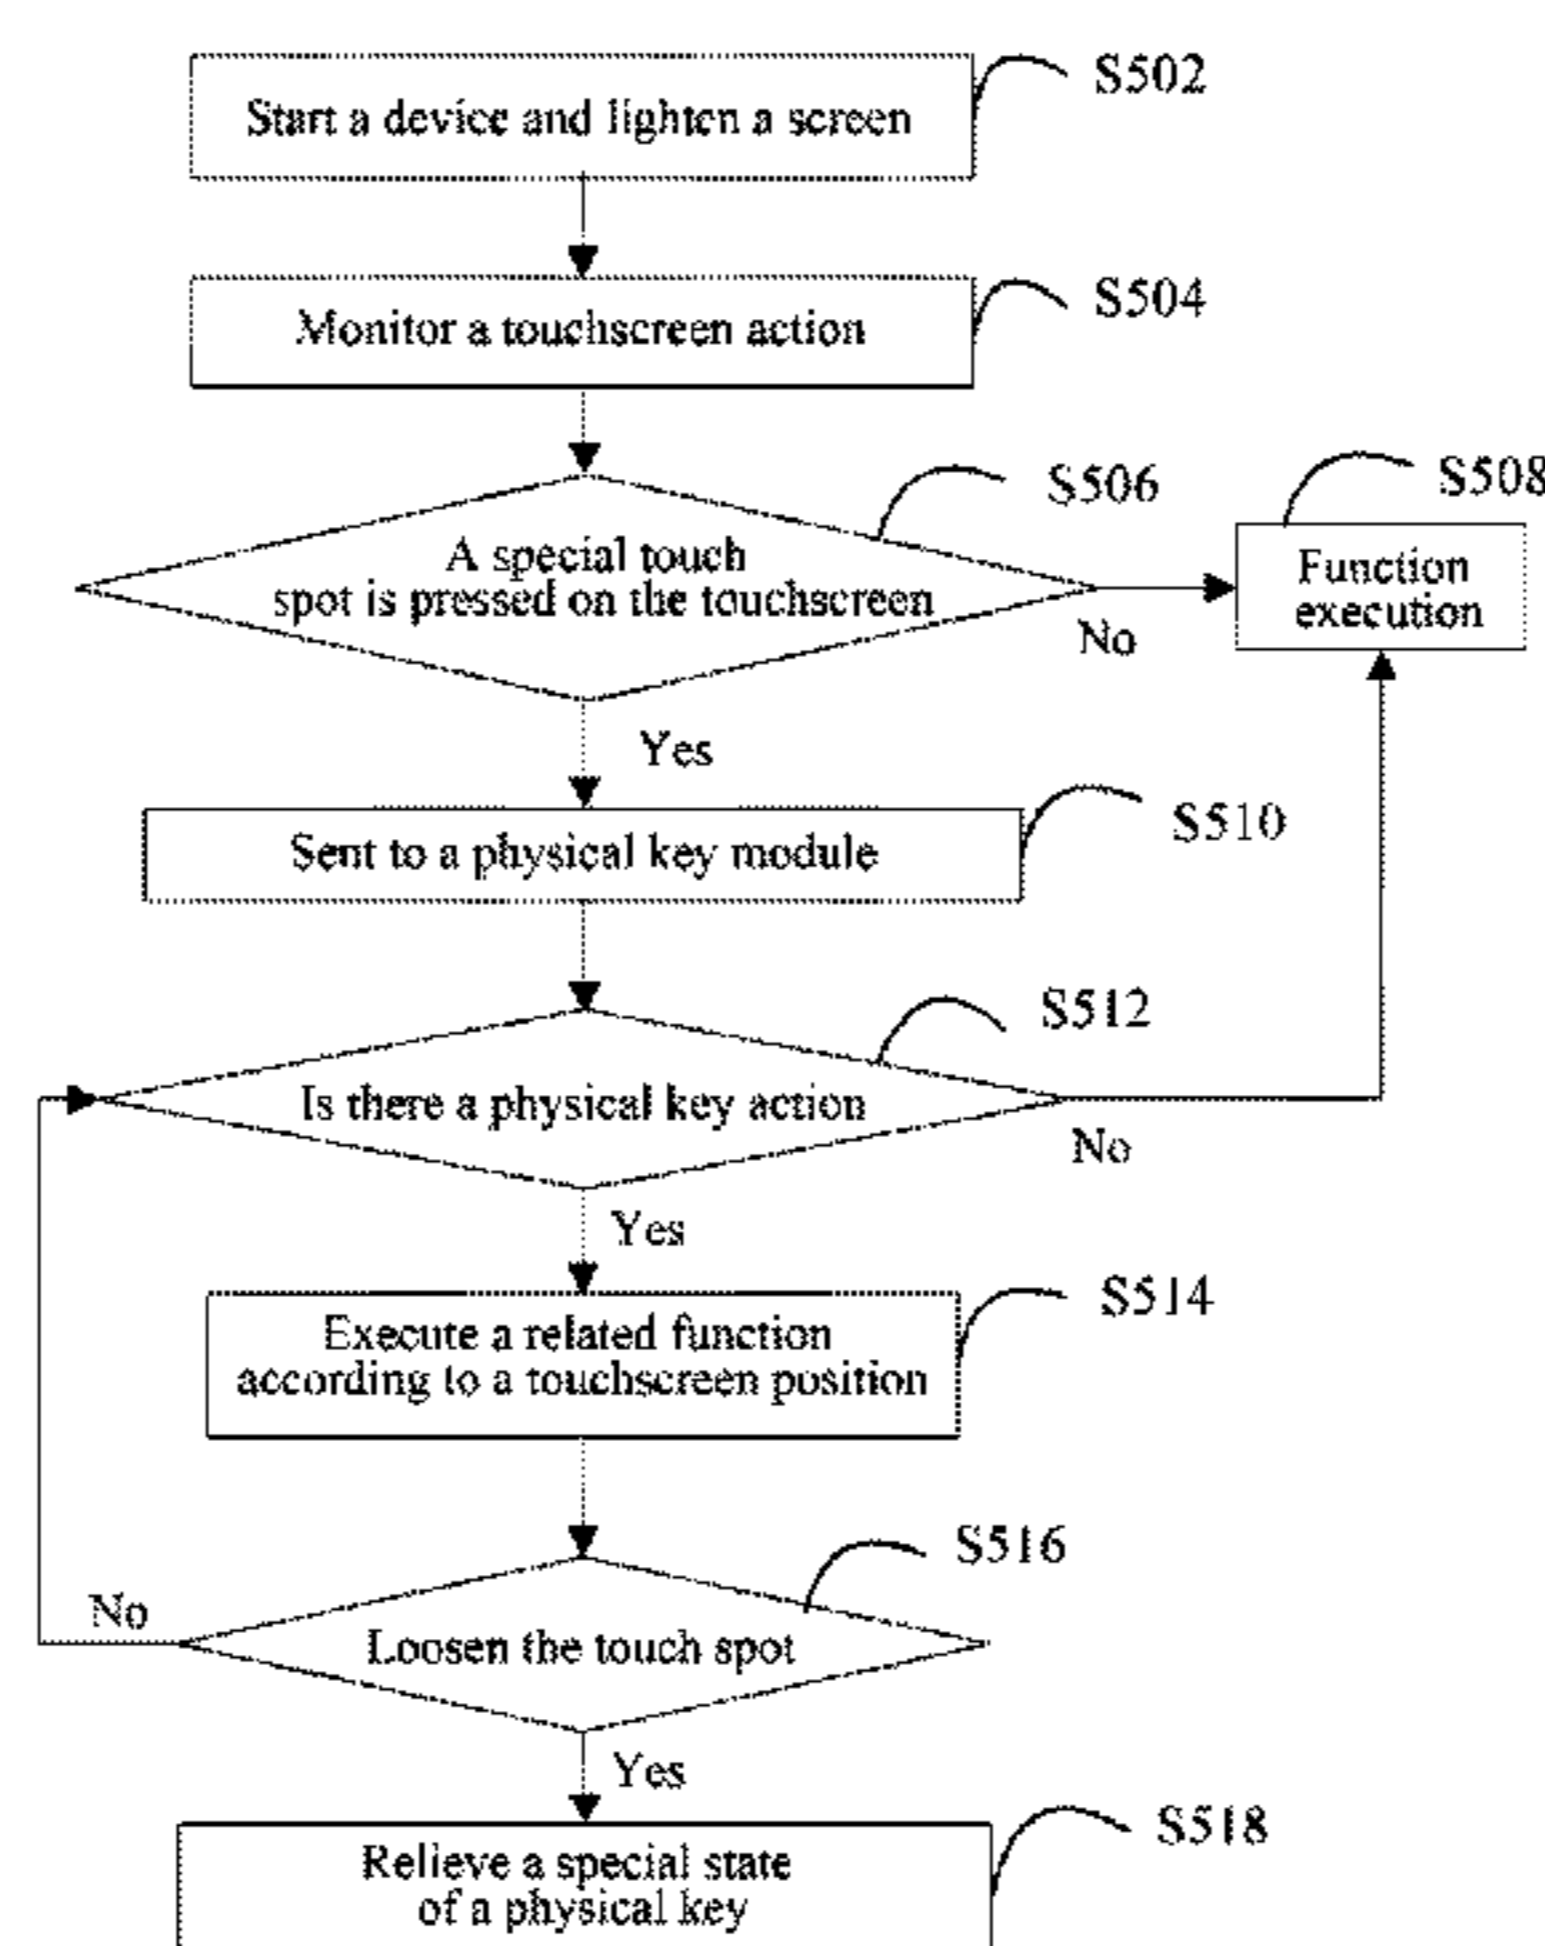 S502
Start a device and lighten a screen
S504
Monitor a touchscreen action
S506
S508
A special touch
spot is pressed on the touchscreen
Function
execution
No
Yes
S510
Sent to a physical key module
S512
Is there a physical key action
No
Yes
S514
Execute a related function
according to a touchscreen position
S516
No
Loosen the touch spot
Yes
S518
Relieve a special state
of a physical key